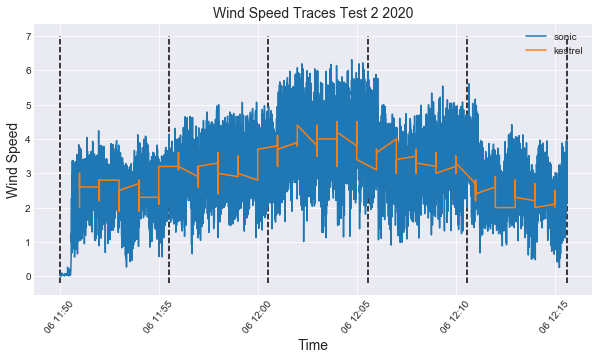 Wind Speed Traces Test 2 2020
sonic
kestrel
7
6
5
4
3
2
1
0
Wind Speed
06 11:50
06 11:55
06 12:00
06 12:05
06 12:10
06 12:15
Time